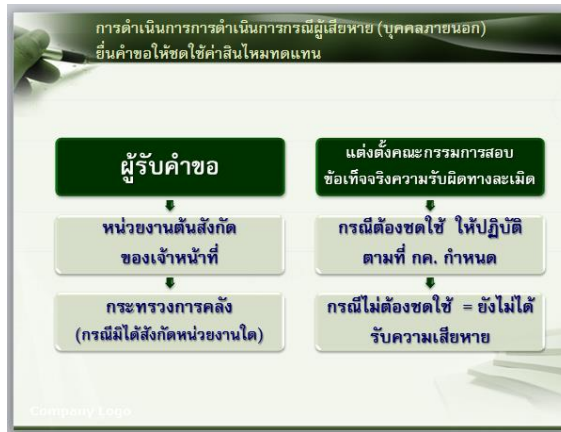 การดำเนินการการดำเนินการกรณีผู้เสียหาย (บุคคลภายนอก)
ยื่นคำขอให้ชดใช้ค่าสินไหมทดแทน
ผู้รับคำขอ
หน่วยงานต้นสังกัด
ของเจ้าหน้าที่
กระทรวงการคลัง
(กรณีมิได้สังกัดหน่วยงานใด)
แต่งตั้งคณะกรรมการสอบ
ข้อเท็จจริงความรับผิดทางละเมิด
กรณีต้องชดใช้ ให้ปฏิบัติ
ตามที่ กค. กำหนด
กรณีไม่ต้องชดใช้ = ยังไม่ได้
รับความเสียหาย
Company Logo